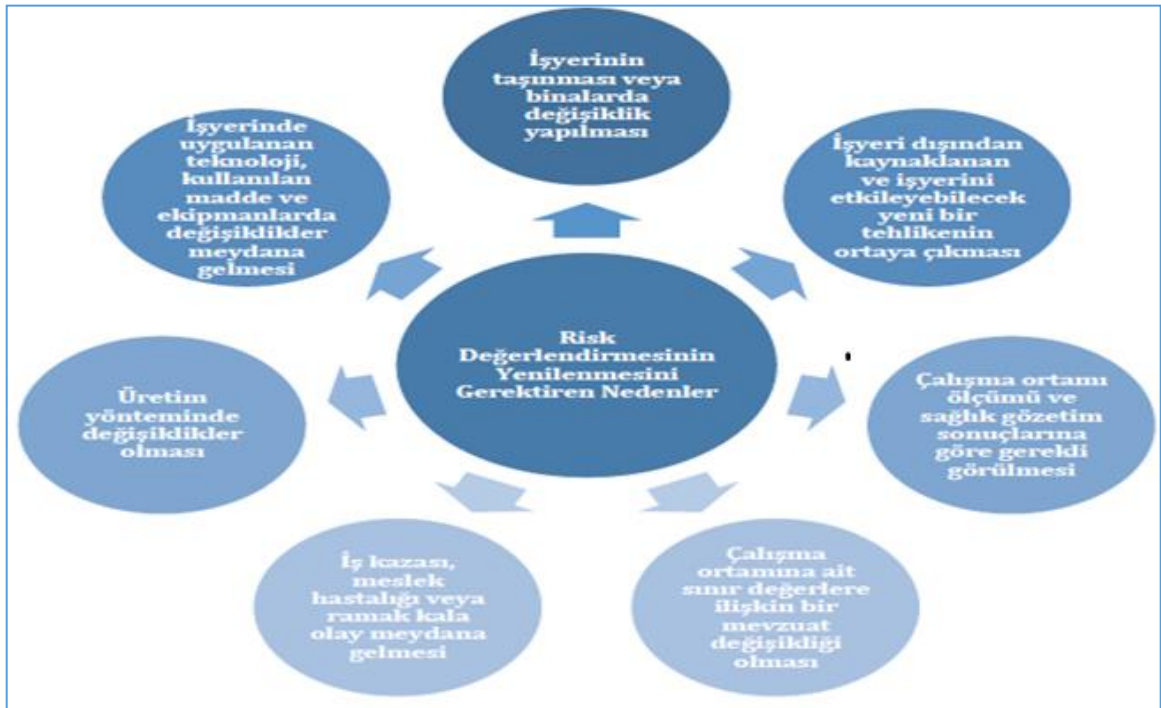 İşyerinin
taşınması veya
binalarda
değişiklik
yapılması
İşyeri dışından
kaynaklanan
ve işyerini
etkileyebilecek
yeni bir
tehlikenin
ortaya çıkması
Çalışma ortamı
ölçümü ve
sağlık gözetim
sonuçlarına
göre gerekli
görülmesi
Çalışma
ortamına ait
sınır değerlere
ilişkin bir
mevzuat
değişikliği
olması
İş kazası,
meslek
hastalığı veya
ramak kala
olay meydana
gelmesi
Üretim
yönteminde
değişiklikler
olması
İşyerinde
uygulanan
teknoloji,
kullanılan
madde ve
ekipmanlarda
değişiklikler
meydana
gelmesi
Risk
Değerlendirmesinin
Yenilenmesini
Gerektiren Nedenler